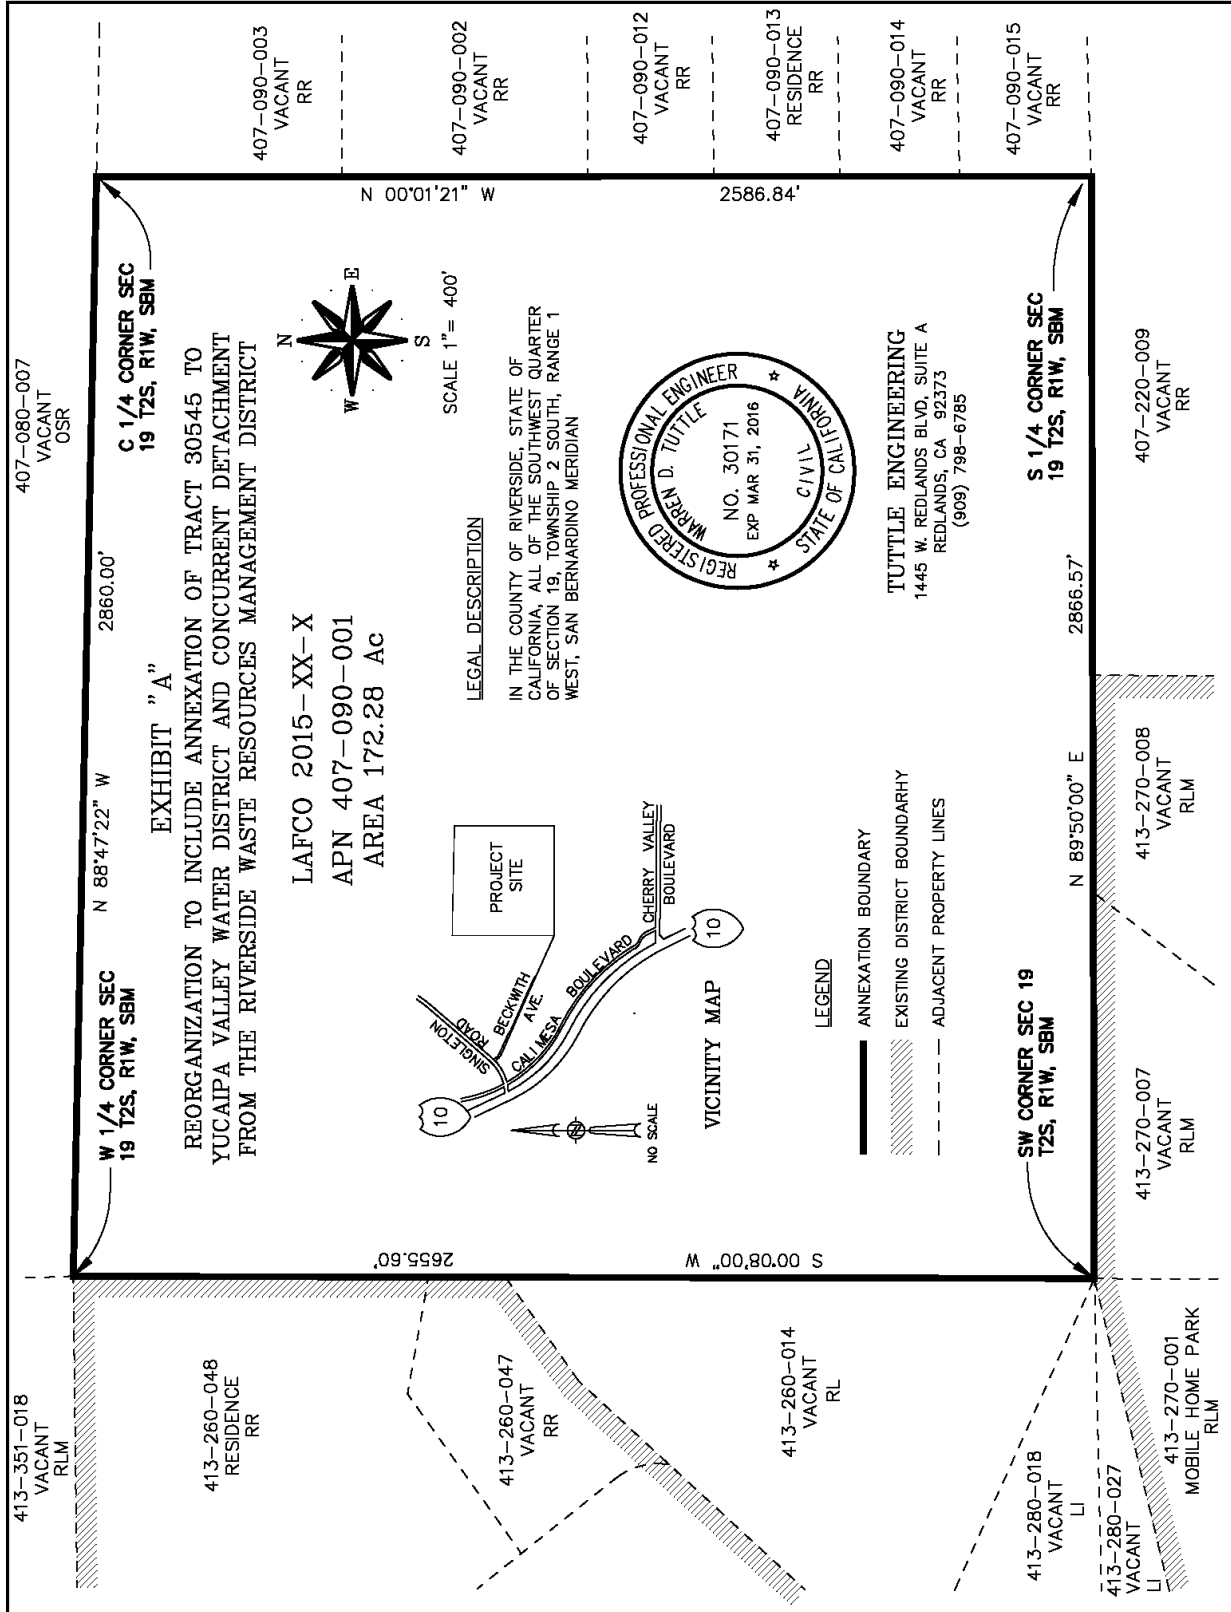 407-080-007
VACANT
OSR
413-351-018
VACANT
RLM
W 1/4 CORNER SEC
19 T2S, R1W, SBM
N 88°47'22" W
2860.00'
C 1/4 CORNER SEC
19 T2S, R1W, SBM
EXHIBIT "A"
REORGANIZATION TO INCLUDE ANNEXATION OF TRACT 30545 TO
YUCAIPA VALLEY WATER DISTRICT AND CONCURRENT DETACHMENT
FROM THE RIVERSIDE WASTE RESOURCES MANAGEMENT DISTRICT
LAFCO 2015-XX-X
APN 407-090-001
AREA 172.28 Ac
N
E
S
W
SCALE 1"= 400'
407-090-003
VACANT
RR
407-090-002
VACANT
RR
407-090-012
VACANT
RR
407-090-013
RESIDENCE
RR
407-090-014
VACANT
RR
407-090-015
VACANT
RR
N 00°01'21" W
2586.84'
413-260-048
RESIDENCE
RR
413-260-047
VACANT
RR
413-260-014
VACANT
RL
413-280-018
VACANT
LI
413-280-027
VACANT
LI
2655.60'
S 00°08'00" W
PROJECT
SITE
SINGLETON
ROAD
BECKWITH
AVE.
CALIMESA BOULEVARD
CHERRY VALLEY
BOULEVARD
10
10
NO SCALE
VICINITY MAP
LEGAL DESCRIPTION
IN THE COUNTY OF RIVERSIDE, STATE OF
CALIFORNIA, ALL OF THE SOUTHWEST QUARTER
OF SECTION 19, TOWNSHIP 2 SOUTH, RANGE 1
WEST, SAN BERNARDINO MERIDIAN
REGISTERED PROFESSIONAL ENGINEER
WARREN D. TUTTLE
NO. 30171
EXP MAR 31, 2016
CIVIL
STATE OF CALIFORNIA
LEGEND
ANNEXATION BOUNDARY
EXISTING DISTRICT BOUNDARHY
ADJACENT PROPERTY LINES
TUTTLE ENGINEERING
1445 W. REDLANDS BLVD, SUITE A
REDLANDS, CA 92373
(909) 798-6785
SW CORNER SEC 19
T2S, R1W, SBM
S 1/4 CORNER SEC
19 T2S, R1W, SBM
N 89°50'00" E
2866.57'
413-270-001
MOBILE HOME PARK
RLM
413-270-007
VACANT
RLM
413-270-008
VACANT
RLM
407-220-009
VACANT
RR